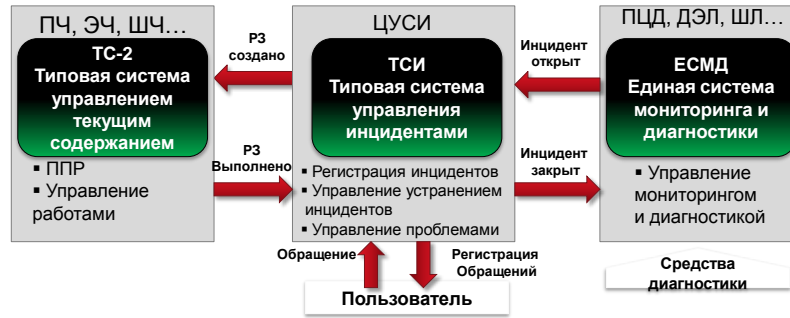 ПЧ, ЭЧ, ШЧ…
ТС-2
Типовая система
управлением
текущим
содержанием
▪ ППР
▪ Управление
работами
РЗ
создано
РЗ
Выполнено
ЦУСИ
ТСИ
Типовая система
управления
инцидентами
▪ Регистрация инцидентов
▪ Управление устранением
инцидентов
▪ Управление проблемами
Инцидент
открыт
Инцидент
закрыт
ПЦД, ДЭЛ, ШЛ…
ЕСМД
Единая система
мониторинга и
диагностики
▪ Управление
мониторингом
и диагностикой
Обращение
Регистрация
Обращений
Пользователь
Средства
диагностики